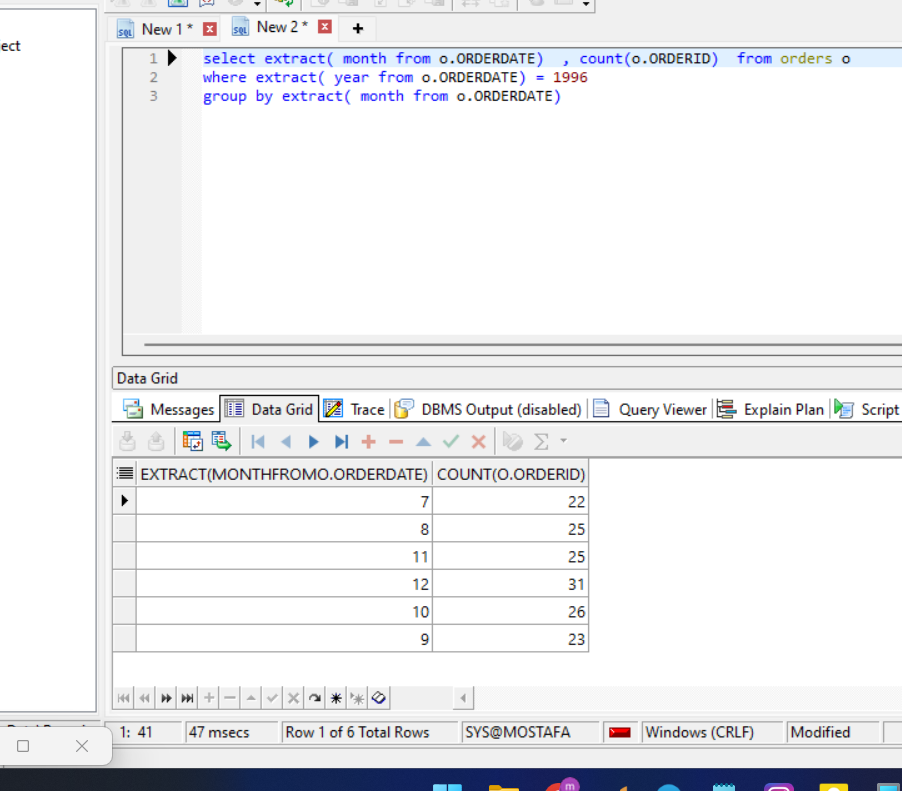 ect
New 1 *
New 2 *
+
1 select extract( month from o.ORDERDATE)  , count(o.ORDERID)  from orders o
2 where extract( year from o.ORDERDATE) = 1996
3 group by extract( month from o.ORDERDATE)
Data Grid
Messages Data Grid Trace DBMS Output (disabled) Query Viewer Explain Plan Script
EXTRACT(MONTHFROMO.ORDERDATE) COUNT(O.ORDERID)
7 22
8 25
11 25
12 31
10 26
9 23
1: 41 47 msecs Row 1 of 6 Total Rows SYS@MOSTAFA Windows (CRLF) Modified
m